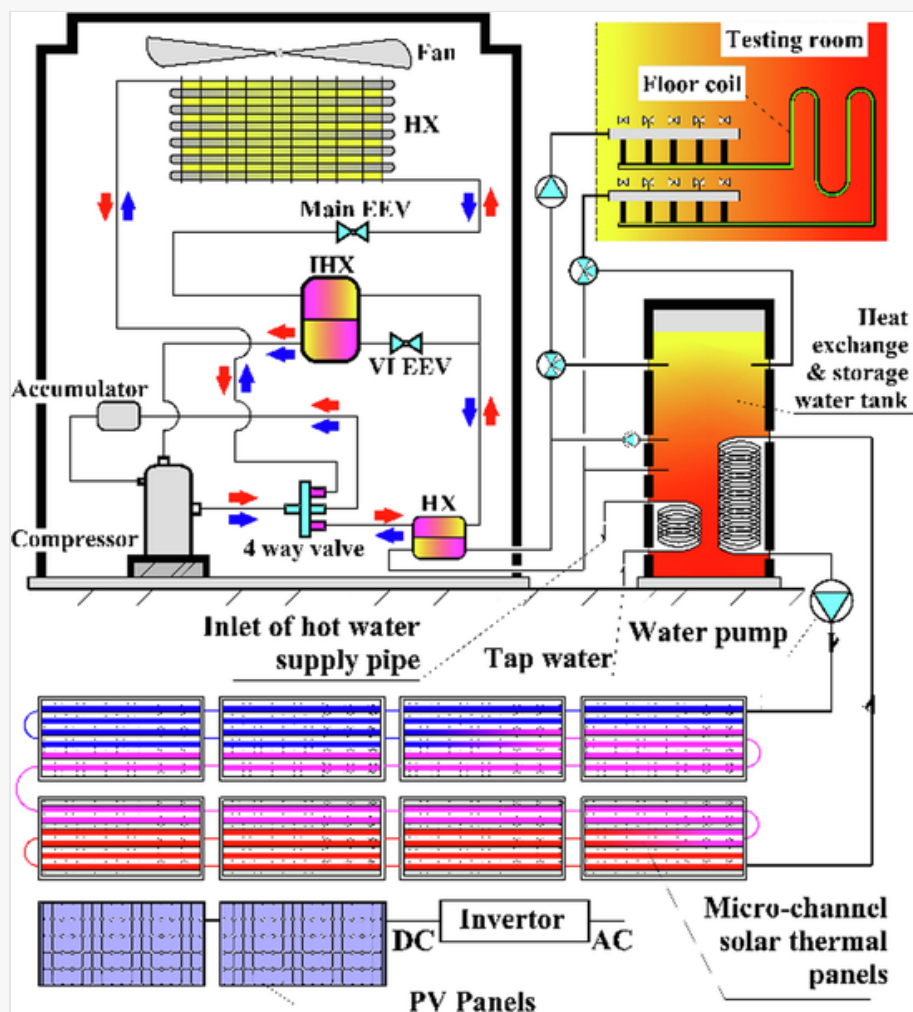 Fan
Testing room
Floor coil
HX
Main EEV
IHX
VI EEV
Heat
exchange
& storage
water tank
Accumulator
Compressor
4 way valve
HX
Inlet of hot water
supply pipe
Tap water
Water pump
DC
Invertor
AC
Micro-channel
solar thermal
panels
PV Panels